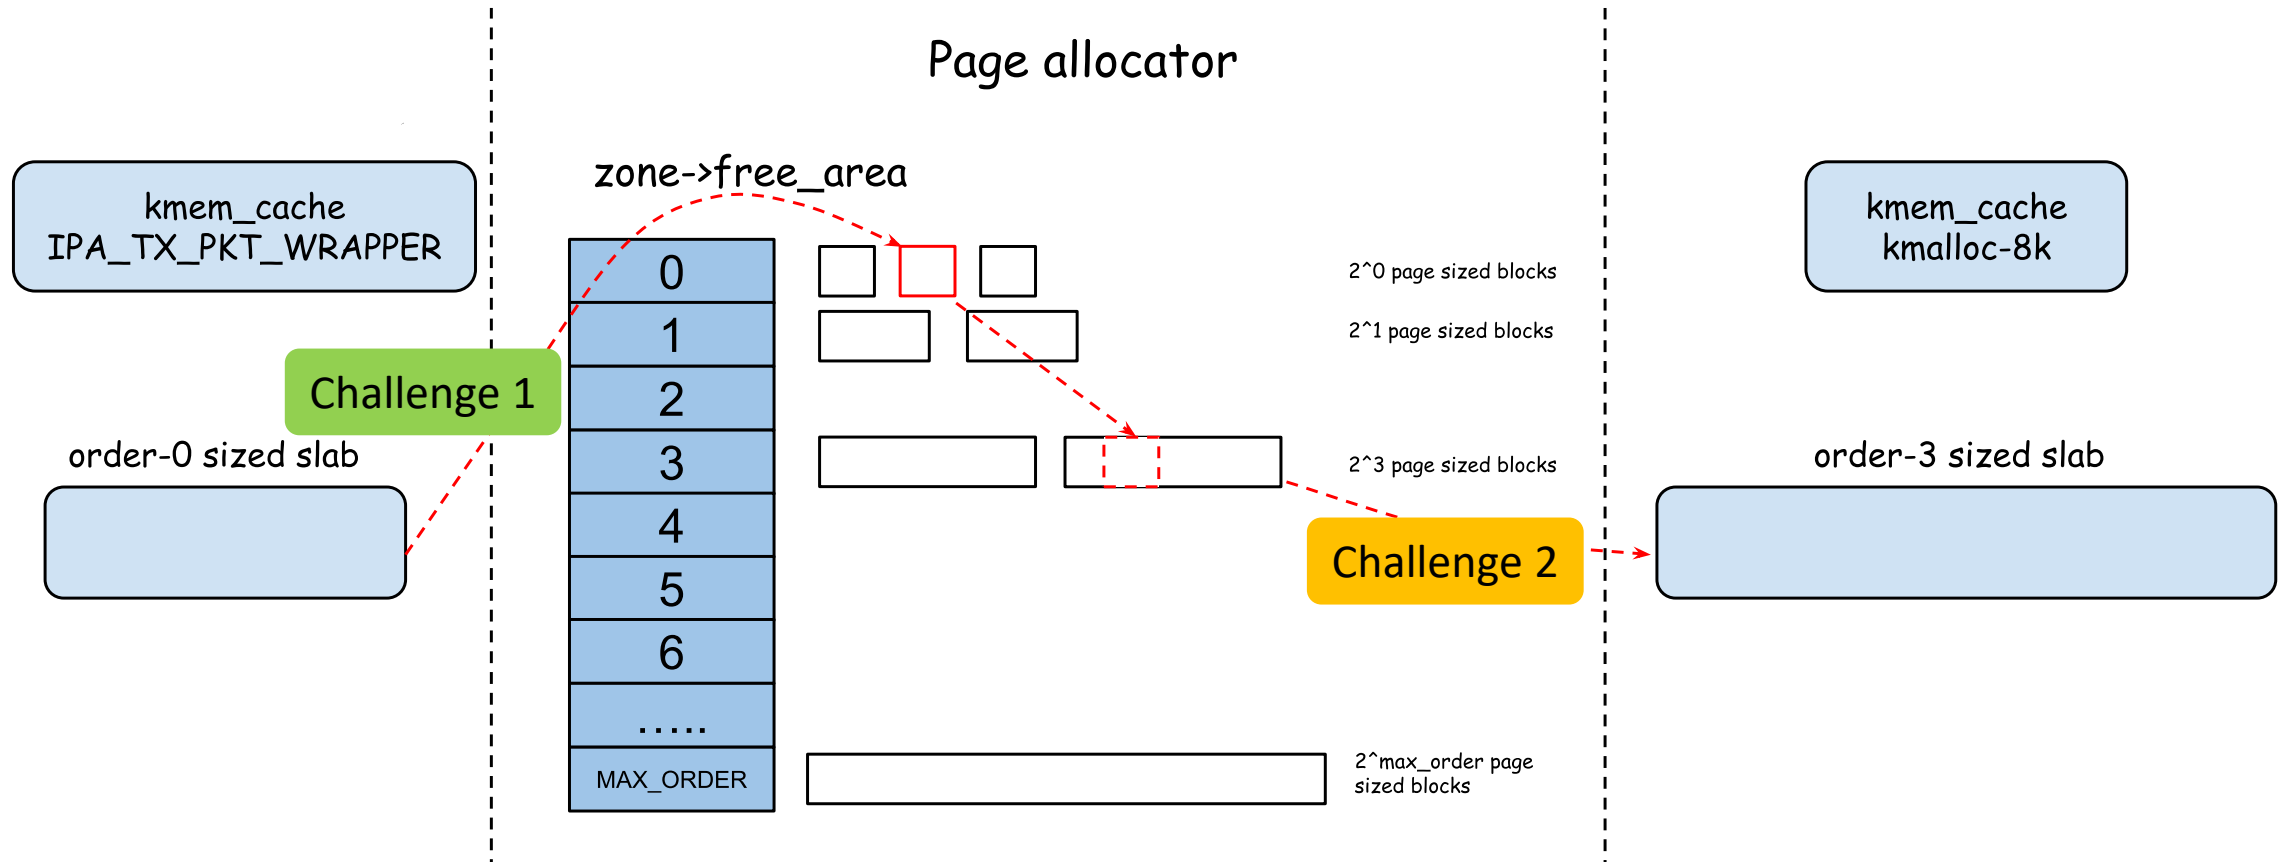 Page allocator
kmem_cache
IPA_TX_PKT_WRAPPER
order-0 sized slab
Challenge 1
zone->free_area
0
1
2
3
4
5
6
.....
MAX_ORDER
2^0 page sized blocks
2^1 page sized blocks
2^3 page sized blocks
2^max_order page
sized blocks
Challenge 2
kmem_cache
kmalloc-8k
order-3 sized slab